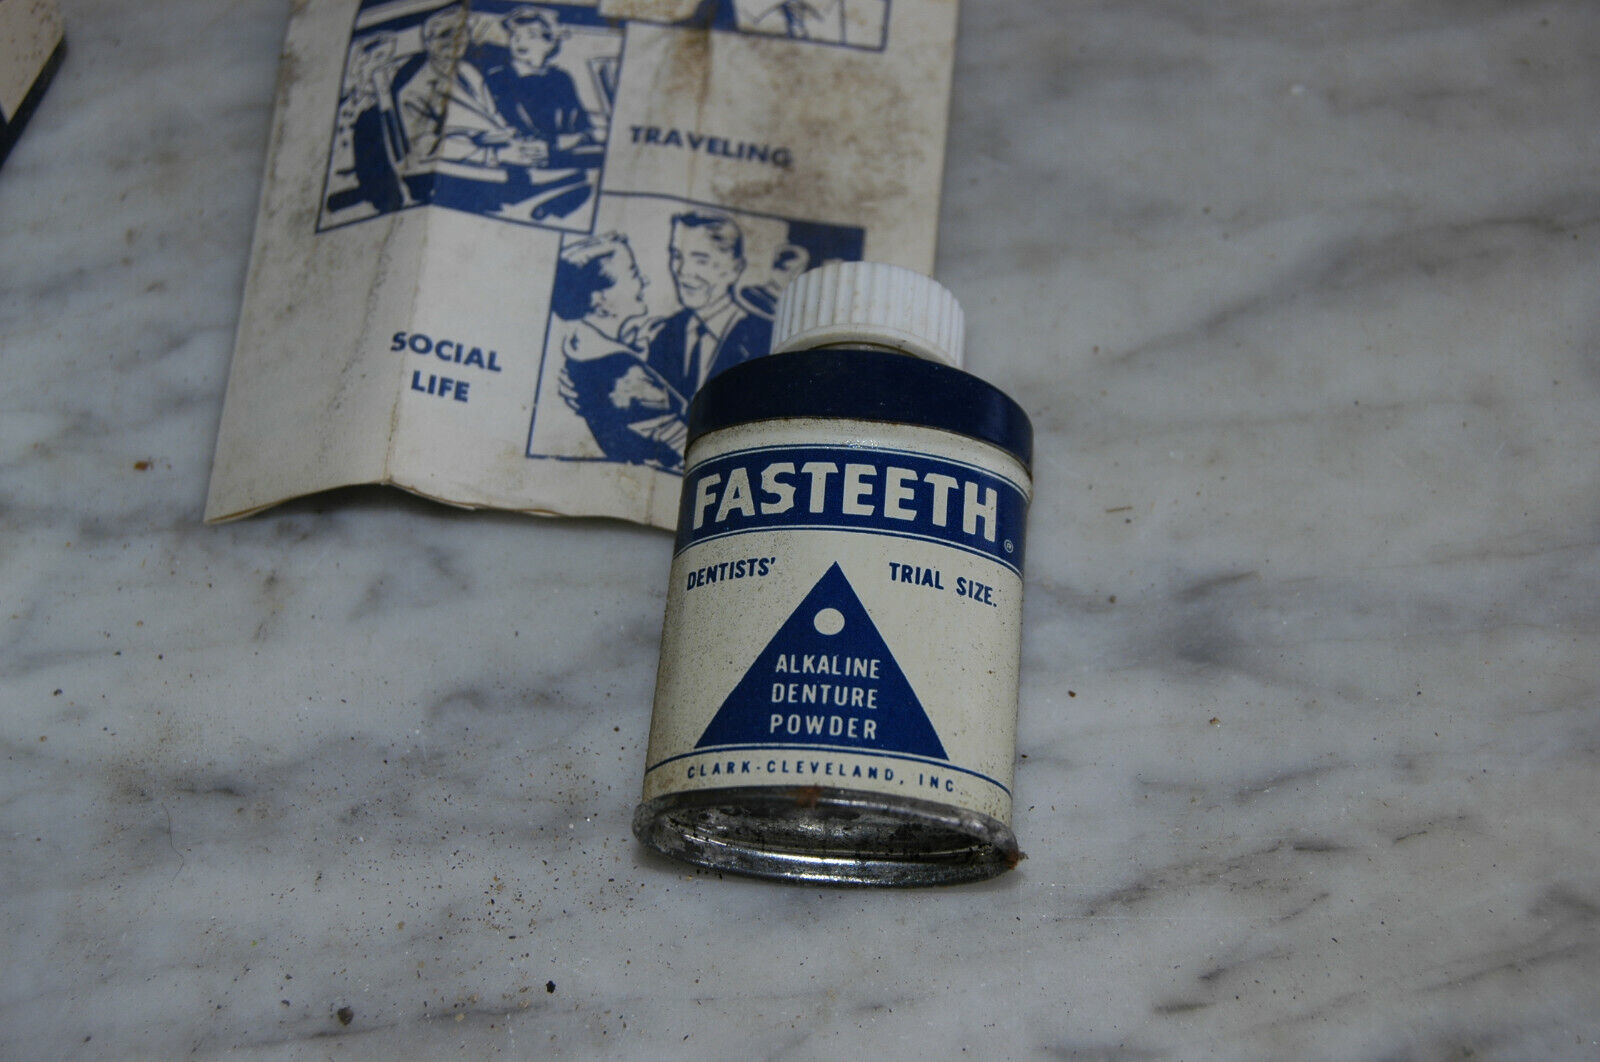 TRAVELING
SOCIAL
LIFE
FASTEETH®
DENTISTS' TRIAL SIZE.
ALKALINE
DENTURE
POWDER
CLARK-CLEVELAND, INC.